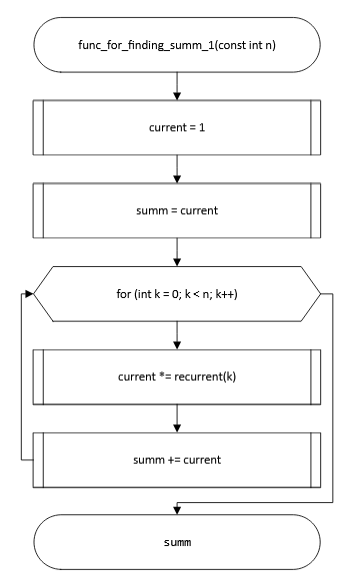 func_for_finding_summ_1(const int n)
current = 1
summ = current
for (int k = 0; k < n; k++)
current *= recurrent(k)
summ += current
summ